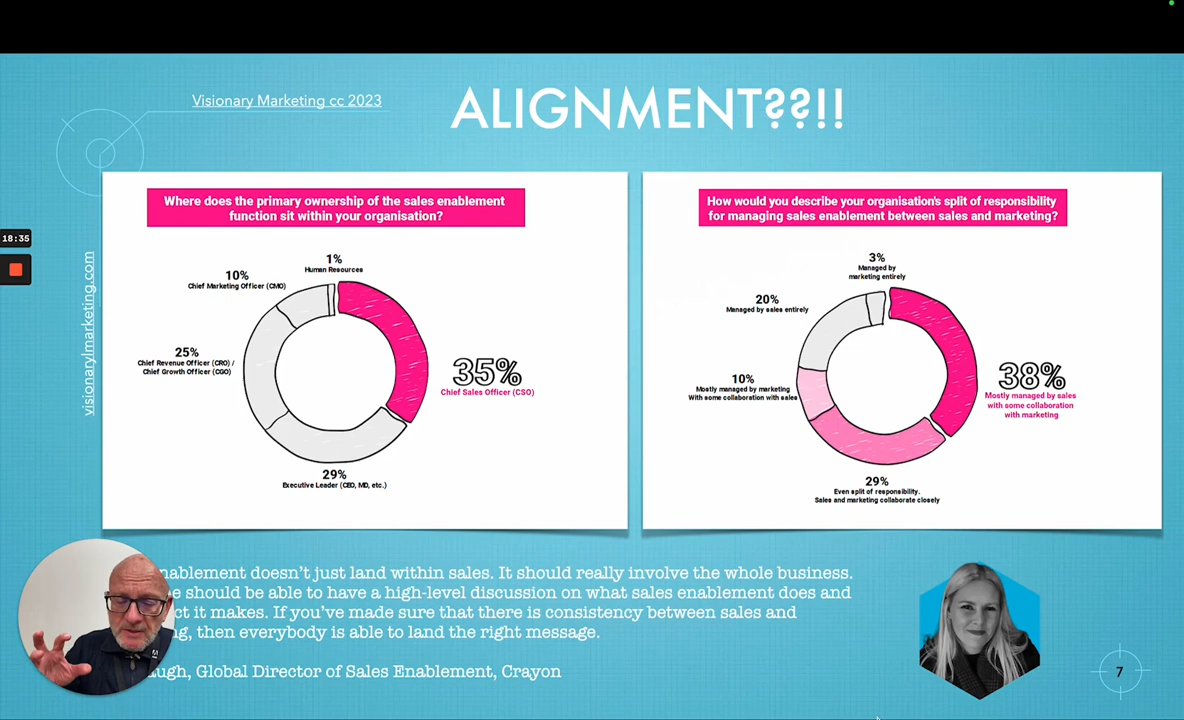 Visionary Marketing cc 2023
ALIGNMENT??!!
18:35
visionarylmarketing.com
Where does the primary ownership of the sales enablement
function sit within your organisation?
1%
Human Resources
10%
Chief Marketing Officer (CMO)
25%
Chief Revenue Officer (CRO) /
Chief Growth Officer (CGO)
35%
Chief Sales Officer (CSO)
29%
Executive Leader (CEO, MD, etc.)
How would you describe your organisation's split of responsibility
for managing sales enablement between sales and marketing?
3%
Managed by
marketing entirely
20%
Managed by sales entirely
10%
Mostly managed by marketing
With some collaboration with sales
38%
Mostly managed by sales
with some collaboration
with marketing
29%
Even split of responsibility.
Sales and marketing collaborate closely
doesn't just land within sales. It should really involve the whole business.
should be able to have a high-level discussion on what sales enablement does and
it makes. If you've made sure that there is consistency between sales and
then everybody is able to land the right message.
Global Director of Sales Enablement, Crayon
7